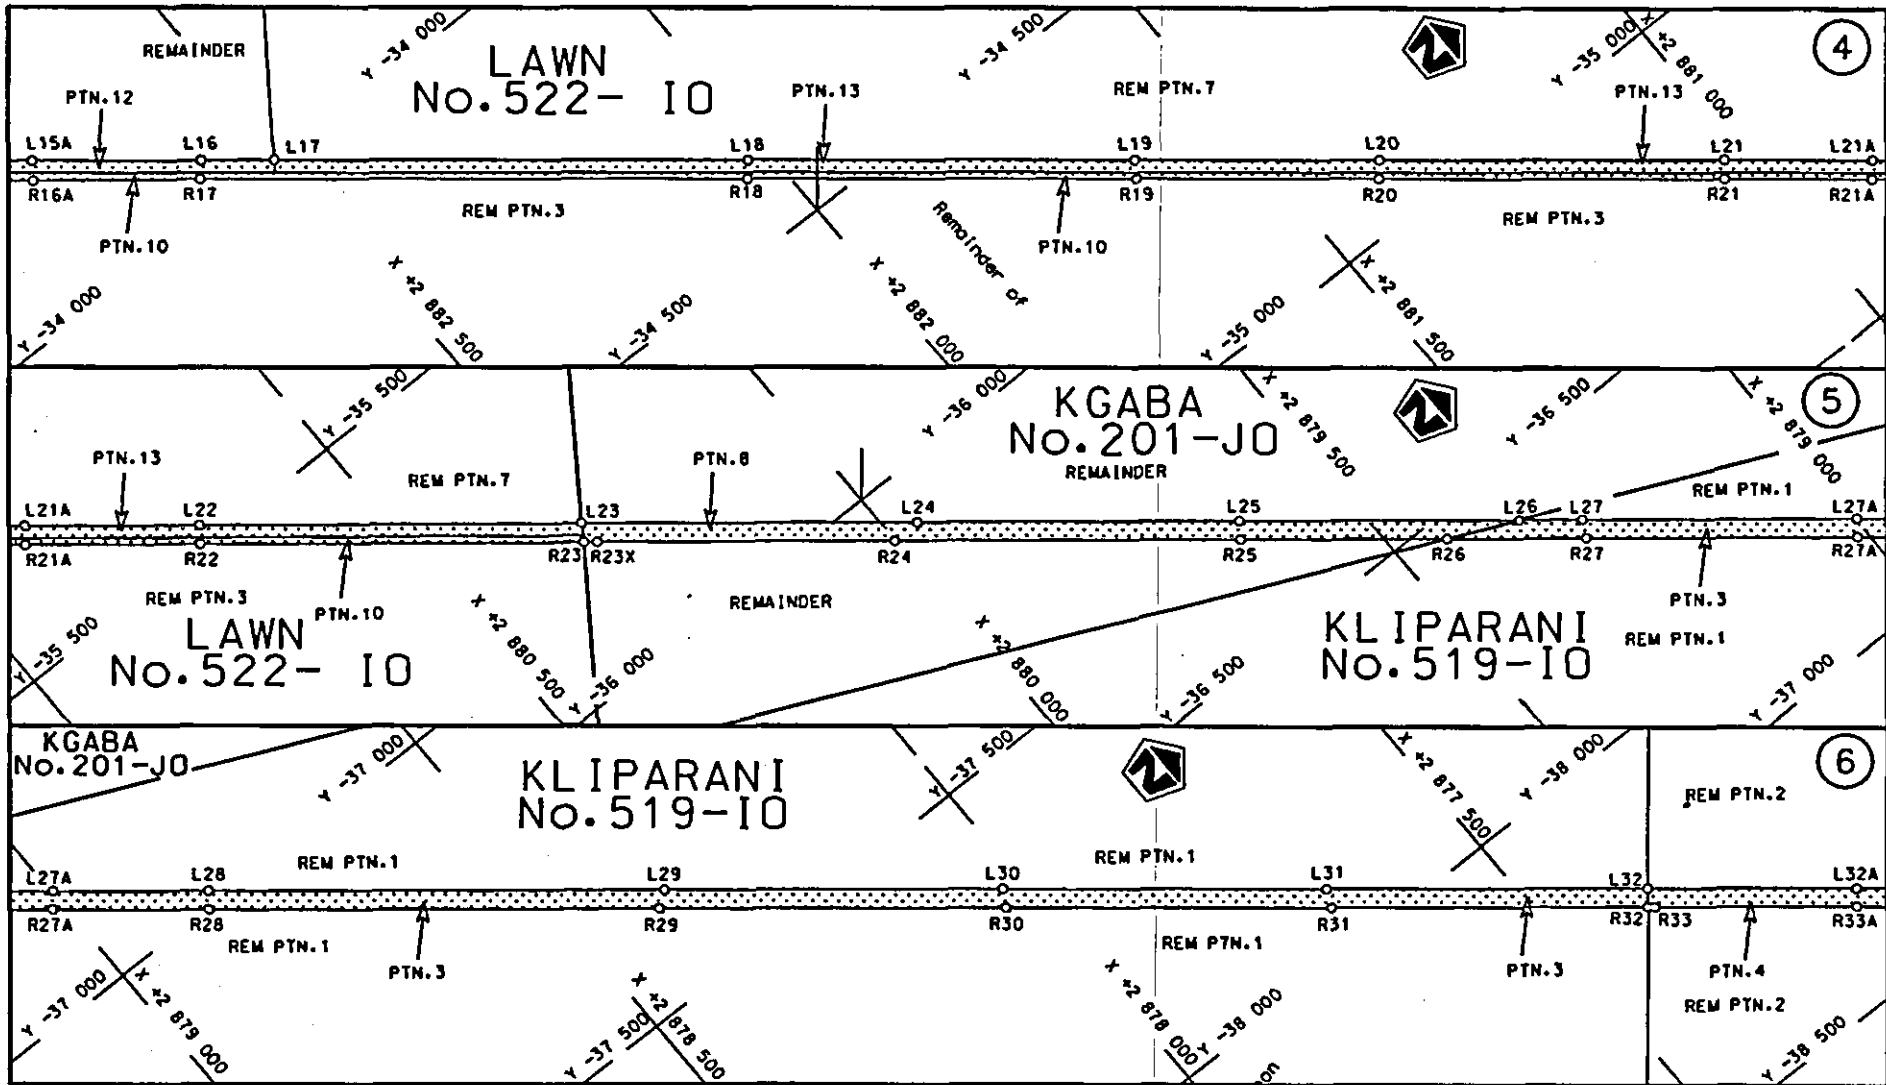 REMAINDER
Y -34 000
LAWN
No.522- IO
Y -34 500
Y -35 000
X +2 881 000
4
PTN.12
PTN.13
REM PTN.7
PTN.13
L15A
L16
L17
L18
L19
L20
L21
L21A
R16A
R17
R18
R19
R20
R21
R21A
PTN.10
REM PTN.3
Remainder of
PTN.10
REM PTN.3
Y -34 000
X +2 882 500
Y -34 500
X +2 882 000
Y -35 000
X +2 881 500
Y -35 500
Y -36 000
KGABA
No.201-JO
REMAINDER
X +2 879 500
Y -36 500
X +2 879 000
5
PTN.13
REM PTN.7
PTN.8
REM PTN.1
L21A
L22
L23
L24
L25
L26
L27
L27A
R21A
R22
R23
R23X
R24
R25
R26
R27
R27A
REM PTN.3
PTN.10
REMAINDER
PTN.3
LAWN
No.522- IO
KLIPARANI
No.519-IO
REM PTN.1
Y -35 500
X +2 880 500
Y -36 000
X +2 880 000
Y -36 500
Y -37 000
KGABA
No.201-JO
Y -37 000
KLIPARANI
No.519-IO
Y -37 500
X +2 877 500
Y -38 000
REM PTN.2
6
REM PTN.1
REM PTN.1
L27A
L28
L29
L30
L31
L32
L32A
R27A
R28
R29
R30
R31
R32
R33
R33A
REM PTN.1
PTN.3
REM P7N.1
PTN.3
PTN.4
REM PTN.2
Y -37 000
X +2 879 000
Y -37 500
X +2 878 500
X +2 878 000
Y -38 000
Y -38 500